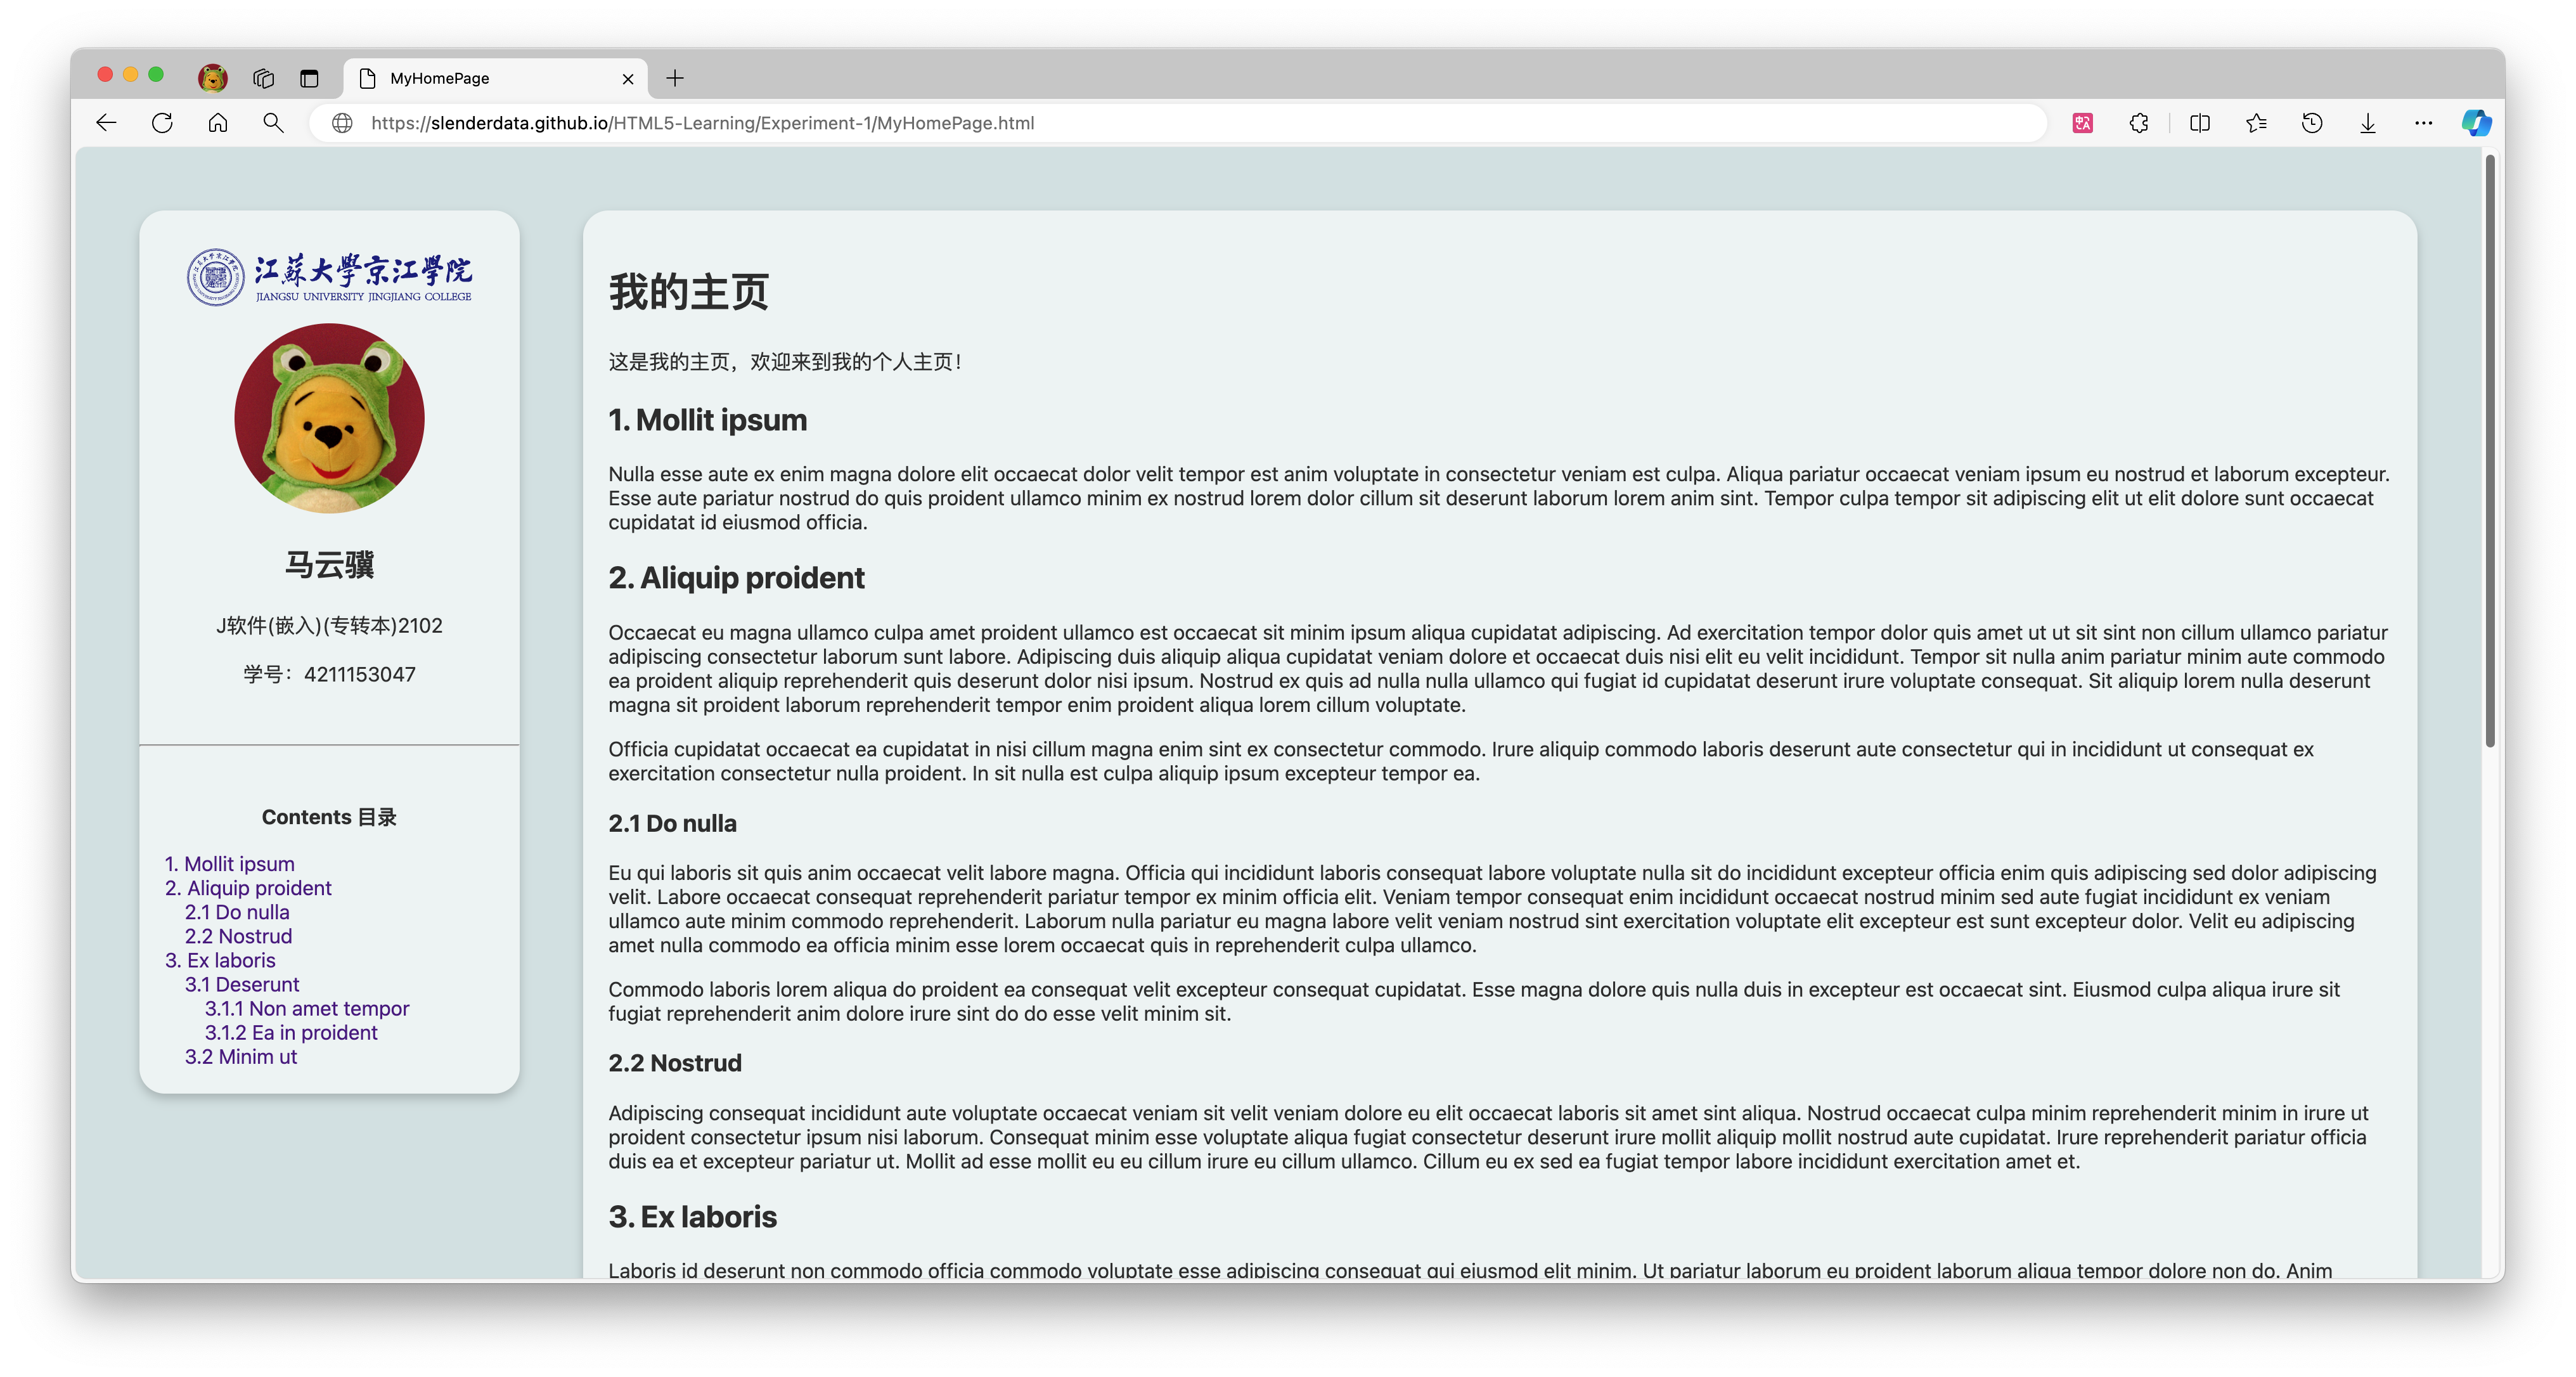 MyHomePage
https://slenderdata.github.io/HTML5-Learning/Experiment-1/MyHomePage.html
江蘇大學京江學院
JIANGSU UNIVERSITY JINGJIANG COLLEGE
马云骥
J软件(嵌入)(专转本)2102
学号：4211153047
Contents 目录
1. Mollit ipsum
2. Aliquip proident
2.1 Do nulla
2.2 Nostrud
3. Ex laboris
3.1 Deserunt
3.1.1 Non amet tempor
3.1.2 Ea in proident
3.2 Minim ut
我的主页
这是我的主页，欢迎来到我的个人主页！
1. Mollit ipsum
Nulla esse aute ex enim magna dolore elit occaecat dolor velit tempor est anim voluptate in consectetur veniam est culpa. Aliqua pariatur occaecat veniam ipsum eu nostrud et laborum excepteur.
Esse aute pariatur nostrud do quis proident ullamco minim ex nostrud lorem dolor cillum sit deserunt laborum lorem anim sint. Tempor culpa tempor sit adipiscing elit ut elit dolore sunt occaecat
cupidatat id eiusmod officia.
2. Aliquip proident
Occaecat eu magna ullamco culpa amet proident ullamco est occaecat sit minim ipsum aliqua cupidatat adipiscing. Ad exercitation tempor dolor quis amet ut ut sit sint non cillum ullamco pariatur
adipiscing consectetur laborum sunt labore. Adipiscing duis aliquip aliqua cupidatat veniam dolore et occaecat duis nisi elit eu velit incididunt. Tempor sit nulla anim pariatur minim aute commodo
ea proident aliquip reprehenderit quis deserunt dolor nisi ipsum. Nostrud ex quis ad nulla nulla ullamco qui fugiat id cupidatat deserunt irure voluptate consequat. Sit aliquip lorem nulla deserunt
magna sit proident laborum reprehenderit tempor enim proident aliqua lorem cillum voluptate.
Officia cupidatat occaecat ea cupidatat in nisi cillum magna enim sint ex consectetur commodo. Irure aliquip commodo laboris deserunt aute consectetur qui in incididunt ut consequat ex
exercitation consectetur nulla proident. In sit nulla est culpa aliquip ipsum excepteur tempor ea.
2.1 Do nulla
Eu qui laboris sit quis anim occaecat velit labore magna. Officia qui incididunt laboris consequat labore voluptate nulla sit do incididunt excepteur officia enim quis adipiscing sed dolor adipiscing
velit. Labore occaecat consequat reprehenderit pariatur tempor ex minim officia elit. Veniam tempor consequat enim incididunt occaecat nostrud minim sed aute fugiat incididunt ex veniam
ullamco aute minim commodo reprehenderit. Laborum nulla pariatur eu magna labore velit veniam nostrud sint exercitation voluptate elit excepteur est sunt excepteur dolor. Velit eu adipiscing
amet nulla commodo ea officia minim esse lorem occaecat quis in reprehenderit culpa ullamco.
Commodo laboris lorem aliqua do proident ea consequat velit excepteur consequat cupidatat. Esse magna dolore quis nulla duis in excepteur est occaecat sint. Eiusmod culpa aliqua irure sit
fugiat reprehenderit anim dolore irure sint do do esse velit minim sit.
2.2 Nostrud
Adipiscing consequat incididunt aute voluptate occaecat veniam sit velit veniam dolore eu elit occaecat laboris sit amet sint aliqua. Nostrud occaecat culpa minim reprehenderit minim in irure ut
proident consectetur ipsum nisi laborum. Consequat minim esse voluptate aliqua fugiat consectetur deserunt irure mollit aliquip mollit nostrud aute cupidatat. Irure reprehenderit pariatur officia
duis ea et excepteur pariatur ut. Mollit ad esse mollit eu eu cillum irure eu cillum ullamco. Cillum eu ex sed ea fugiat tempor labore incididunt exercitation amet et.
3. Ex laboris
Laboris id deserunt non commodo officia commodo voluptate esse adipiscing consequat qui eiusmod elit minim. Ut pariatur laborum eu proident laborum aliqua tempor dolore non do. Anim